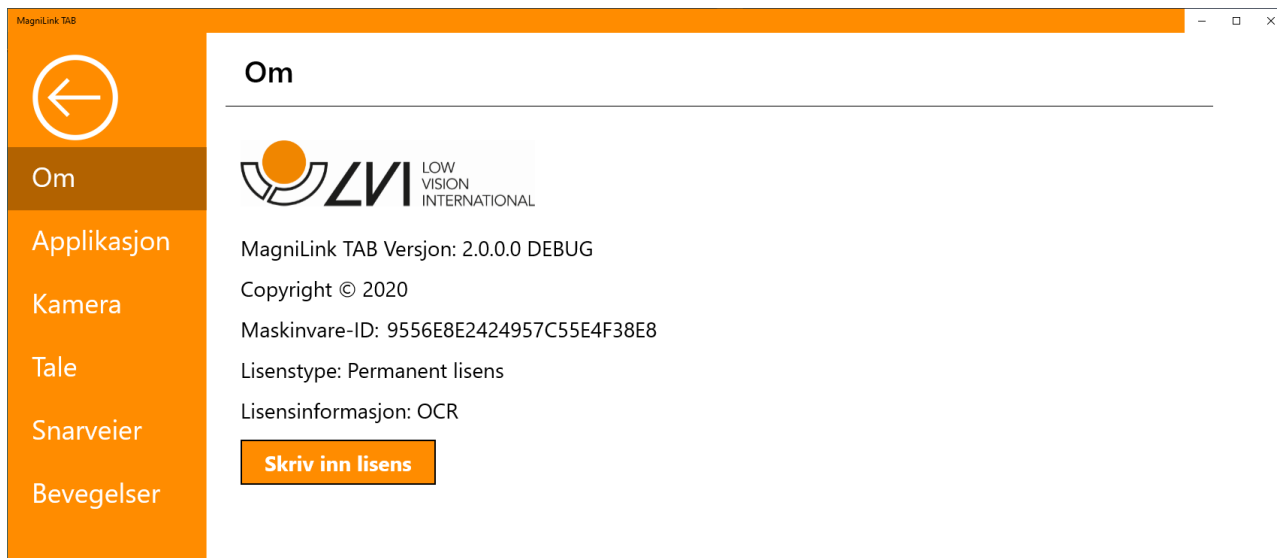 MagniLink TAB
Om
Om
Applikasjon
Kamera
Tale
Snarveier
Bevegelser
LVI LOW
VISION
INTERNATIONAL
MagniLink TAB Versjon: 2.0.0.0 DEBUG
Copyright © 2020
Maskinvare-ID: 9556E8E2424957C55E4F38E8
Lisenstype: Permanent lisens
Lisensinformasjon: OCR
Skriv inn lisens